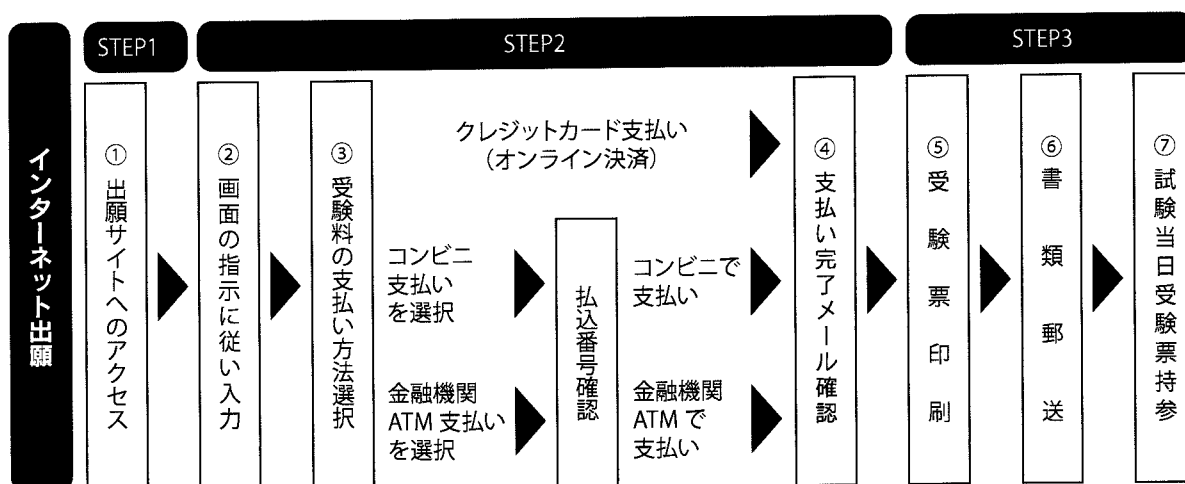 インターネット出願
STEP1
STEP2
STEP3
① 出願サイトへのアクセス
② 画面の指示に従い入力
③ 受験料の支払い方法選択
クレジットカード支払い
(オンライン決済)
コンビニ
支払い
を選択
金融機関
ATM 支払い
を選択
払込番号確認
コンビニで
支払い
金融機関
ATM で
支払い
④ 支払い完了メール確認
⑤ 受験票印刷
⑥ 書類郵送
⑦ 試験当日受験票持参